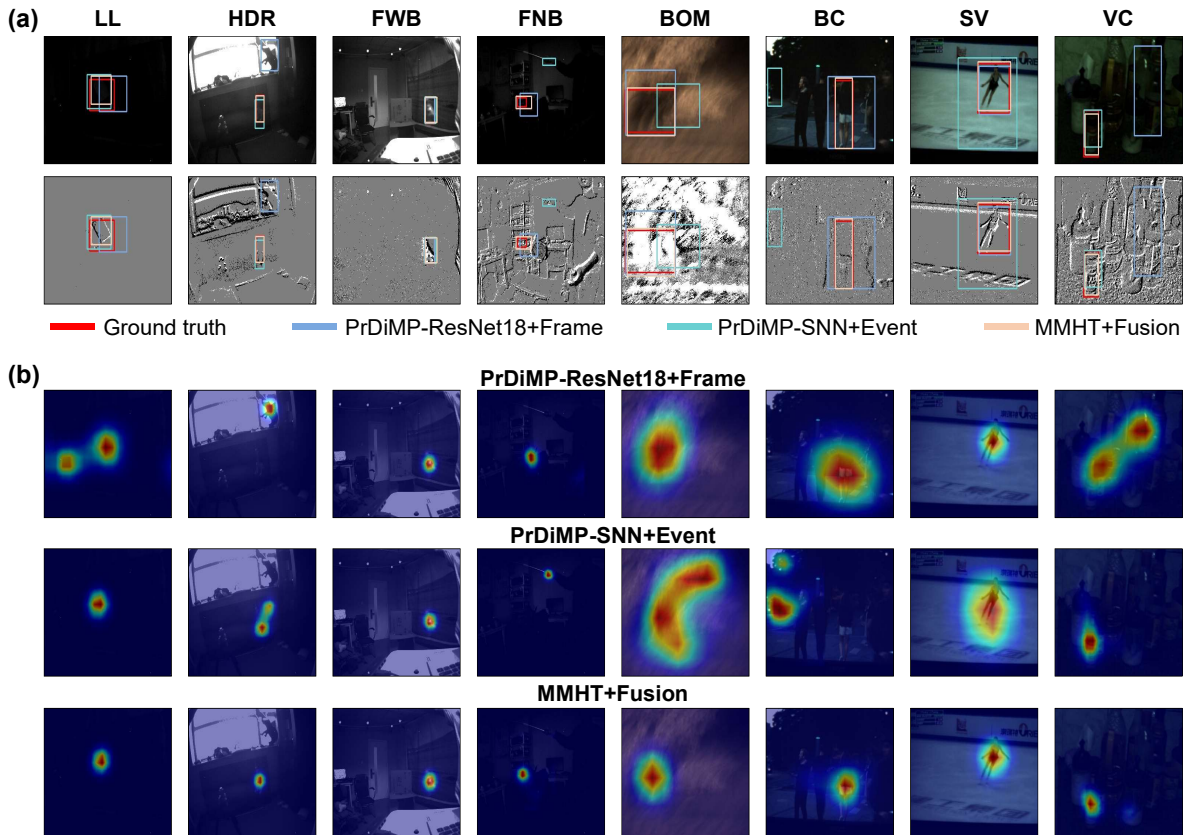 (a)
LL HDR FWB FNB BOM BC SV VC
Ground truth PrDiMP-ResNet18+Frame PrDiMP-SNN+Event MMHT+Fusion
(b)
PrDiMP-ResNet18+Frame
PrDiMP-SNN+Event
MMHT+Fusion